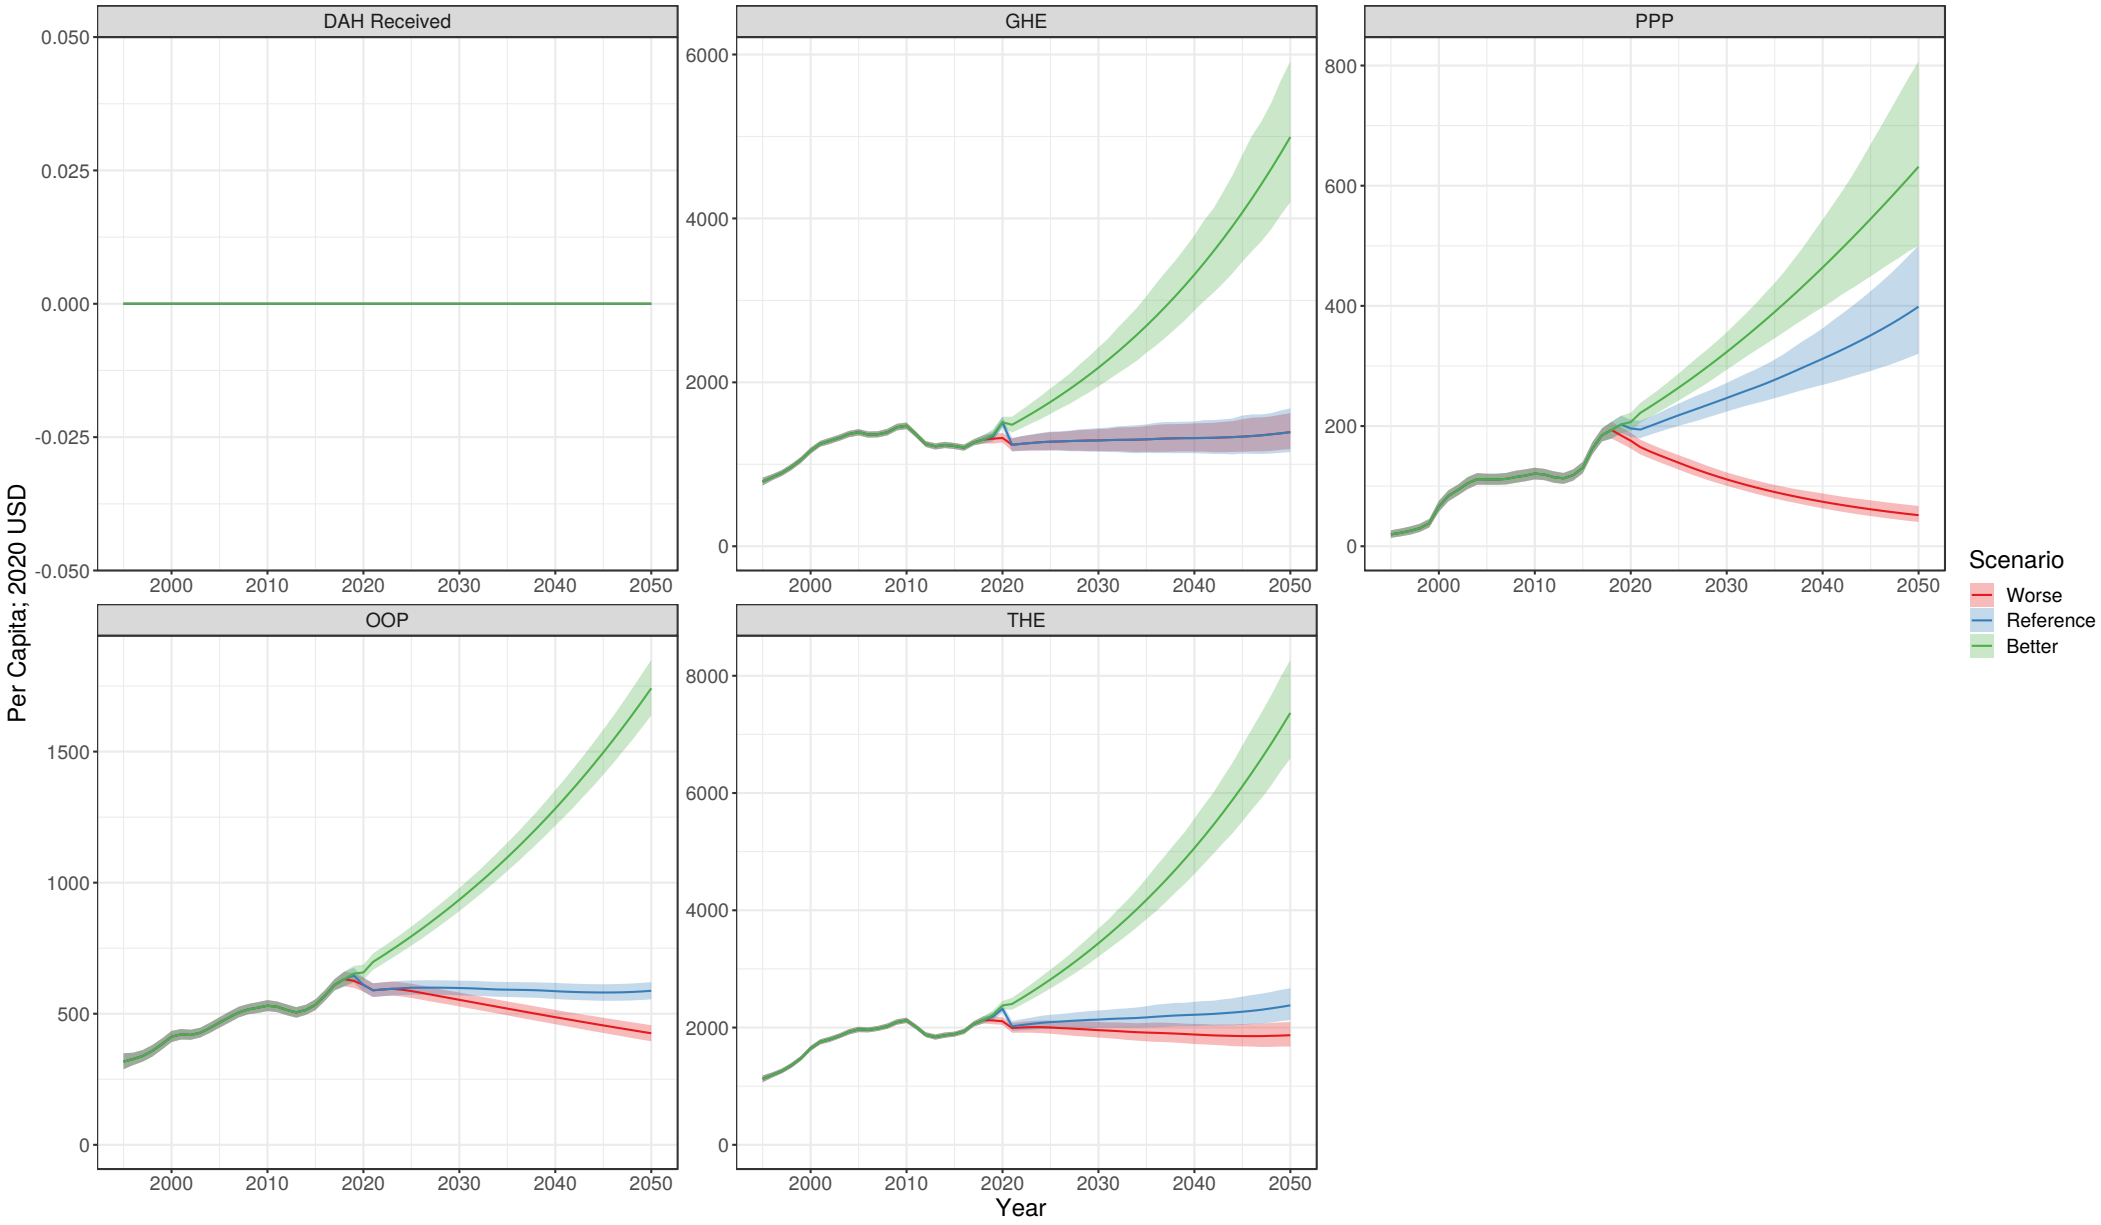 DAH Received
GHE
PPP
0.050
0.025
0.000
-0.025
-0.050
6000
4000
2000
0
800
600
400
200
0
2000 2010 2020 2030 2040 2050
2000 2010 2020 2030 2040 2050
2000 2010 2020 2030 2040 2050
Per Capita; 2020 USD
OOP
THE
1500
1000
500
0
8000
6000
4000
2000
0
2000 2010 2020 2030 2040 2050
2000 2010 2020 2030 2040 2050
Year
Scenario
Worse
Reference
Better